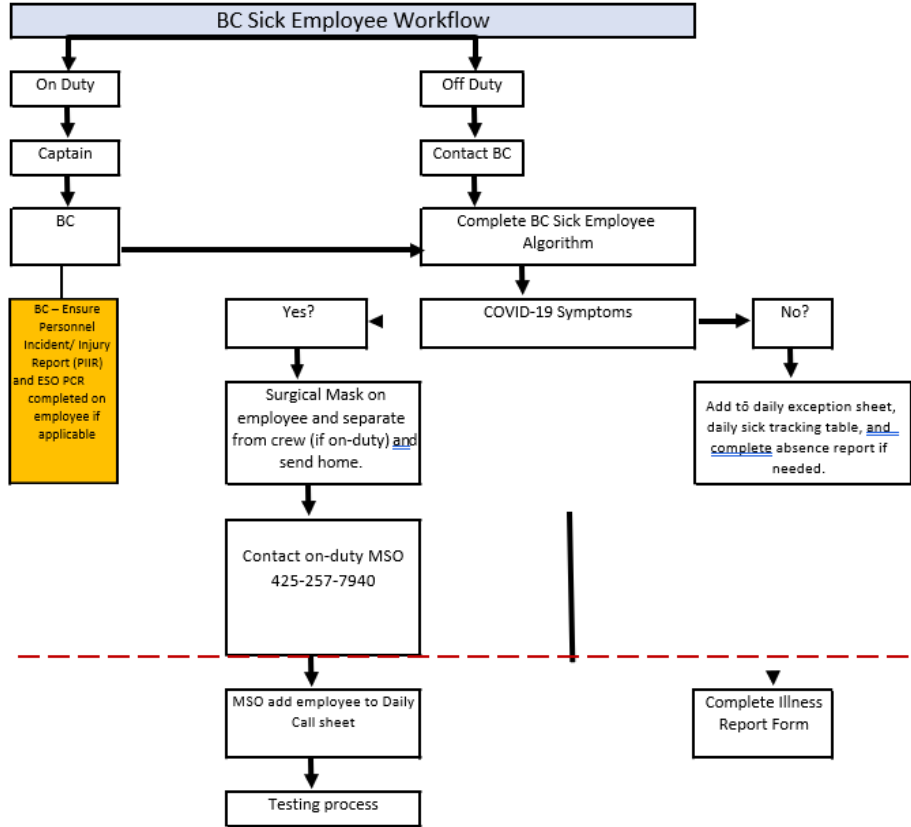 BC Sick Employee Workflow
On Duty
Off Duty
Captain
Contact BC
BC
Complete BC Sick Employee
Algorithm
BC – Ensure
Personnel
Incident/ Injury
Report (PIIR)
and ESO PCR
completed on
employee if
applicable
Yes?
COVID-19 Symptoms
No?
Surgical Mask on
employee and separate
from crew (if on-duty) and
send home.
Add tō daily exception sheet,
daily sick tracking table, and
complete absence report if
needed.
Contact on-duty MSO
425-257-7940
MSO add employee to Daily
Call sheet
Complete Illness
Report Form
Testing process